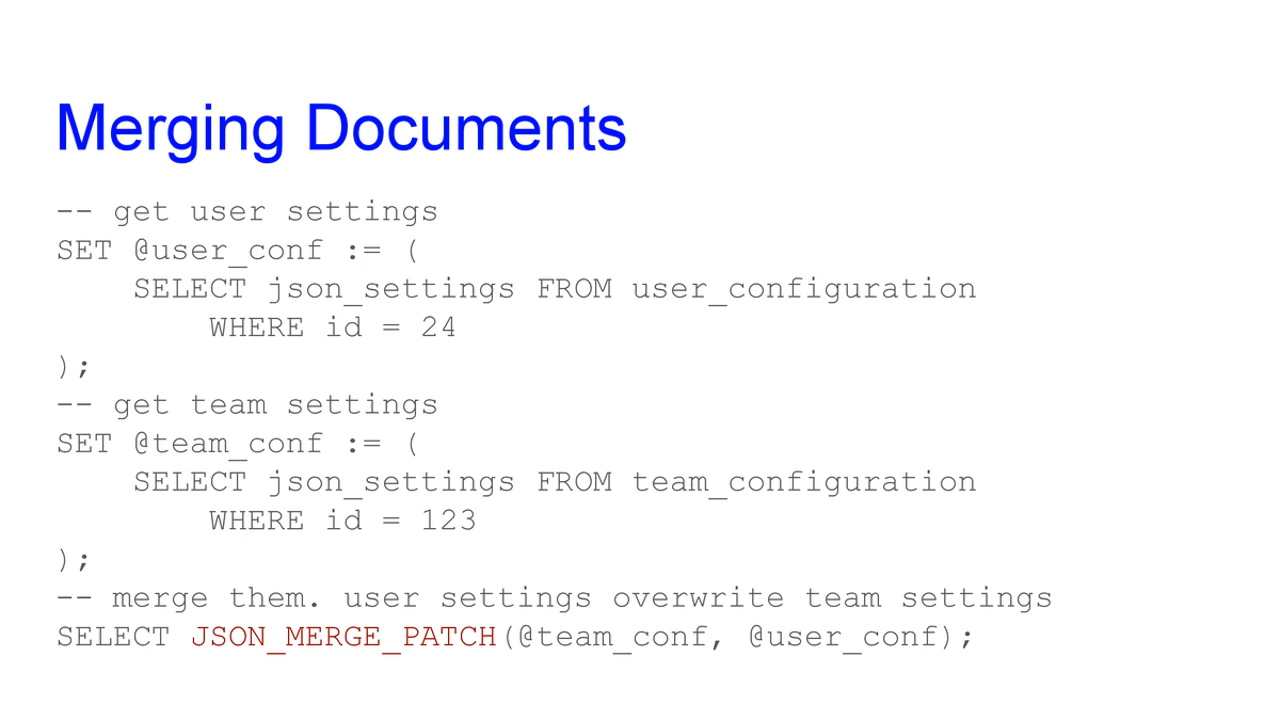 Merging Documents
-- get user settings
SET @user_conf := (
    SELECT json_settings FROM user_configuration
        WHERE id = 24
);
-- get team settings
SET @team_conf := (
    SELECT json_settings FROM team_configuration
        WHERE id = 123
);
-- merge them. user settings overwrite team settings
SELECT JSON_MERGE_PATCH(@team_conf, @user_conf);